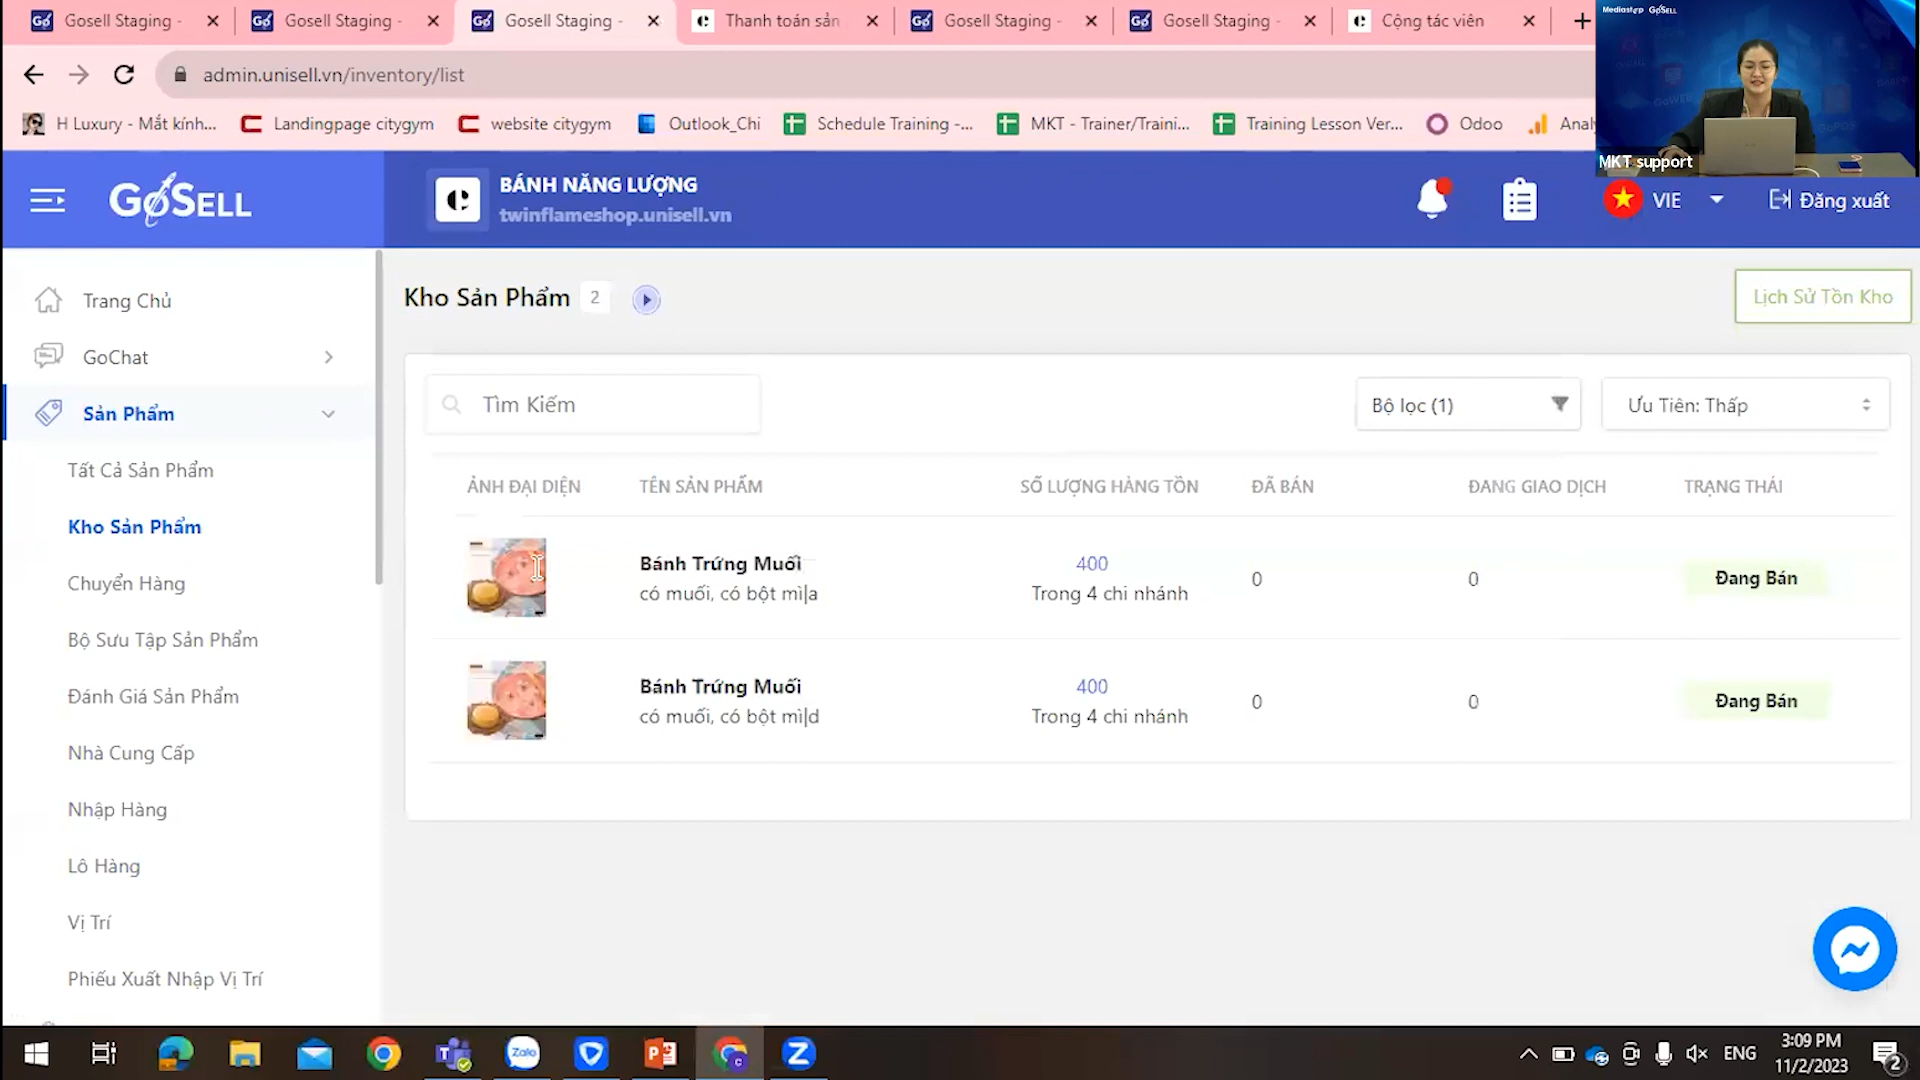 Gosell Staging -
Gosell Staging -
Gosell Staging -
Thanh toán sản
Gosell Staging -
Gosell Staging -
Cộng tác viên
Mediastep GoSELL
admin.unisell.vn/inventory/list
H Luxury - Mắt kính...
Landingpage citygym
website citygym
Outlook_Chi
Schedule Training -...
MKT - Trainer/Traini...
Training Lesson Ver...
Odoo
MKT support
GoSELL
BÁNH NĂNG LƯỢNG
twinflameshop.unisell.vn
VIE
Đăng xuất
Trang Chủ
GoChat
Sản Phẩm
Tất Cả Sản Phẩm
Kho Sản Phẩm
Chuyển Hàng
Bộ Sưu Tập Sản Phẩm
Đánh Giá Sản Phẩm
Nhà Cung Cấp
Nhập Hàng
Lô Hàng
Vị Trí
Phiếu Xuất Nhập Vị Trí
Kho Sản Phẩm 2
Lịch Sử Tồn Kho
Tìm Kiếm
Bộ lọc (1)
Ưu Tiên: Thấp
ẢNH ĐẠI DIỆN TÊN SẢN PHẨM SỐ LƯỢNG HÀNG TỒN ĐÃ BÁN ĐANG GIAO DỊCH TRẠNG THÁI
Bánh Trứng Muối 400
có muối, có bột mì|a Trong 4 chi nhánh 0 0 Đang Bán
Bánh Trứng Muối 400
có muối, có bột mì|d Trong 4 chi nhánh 0 0 Đang Bán
Zalo
ENG
3:09 PM
11/2/2023
2